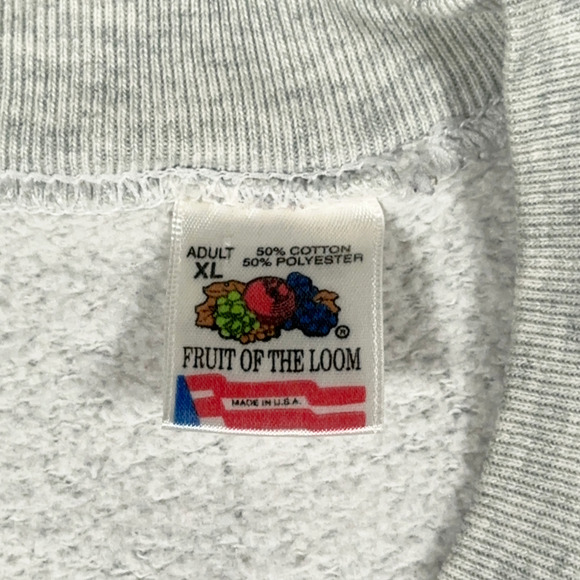 ADULT 50% COTTON
XL 50% POLYESTER
®
FRUIT OF THE LOOM
MADE IN U.S.A.